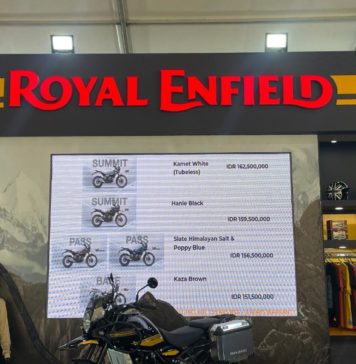 ROYAL ENFIELD
SUMMIT
Kamet White
(Tubeless)
IDR 162,500,000
SUMMIT
Hanle Black
IDR 159,500,000
PASS
PASS
Slate Himalayan Salt &
Poppy Blue
IDR 156,500,000
Kaza Brown
IDR 151,500,000